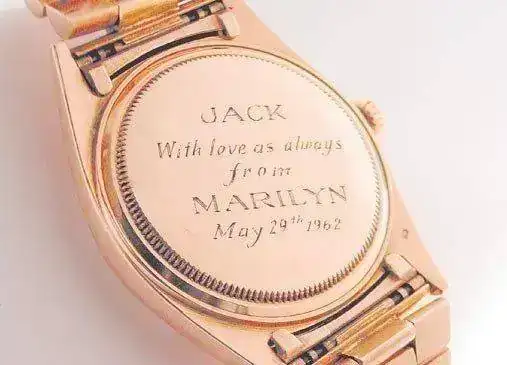 JACK
With love as always
from
MARILYN
May 29th 1962